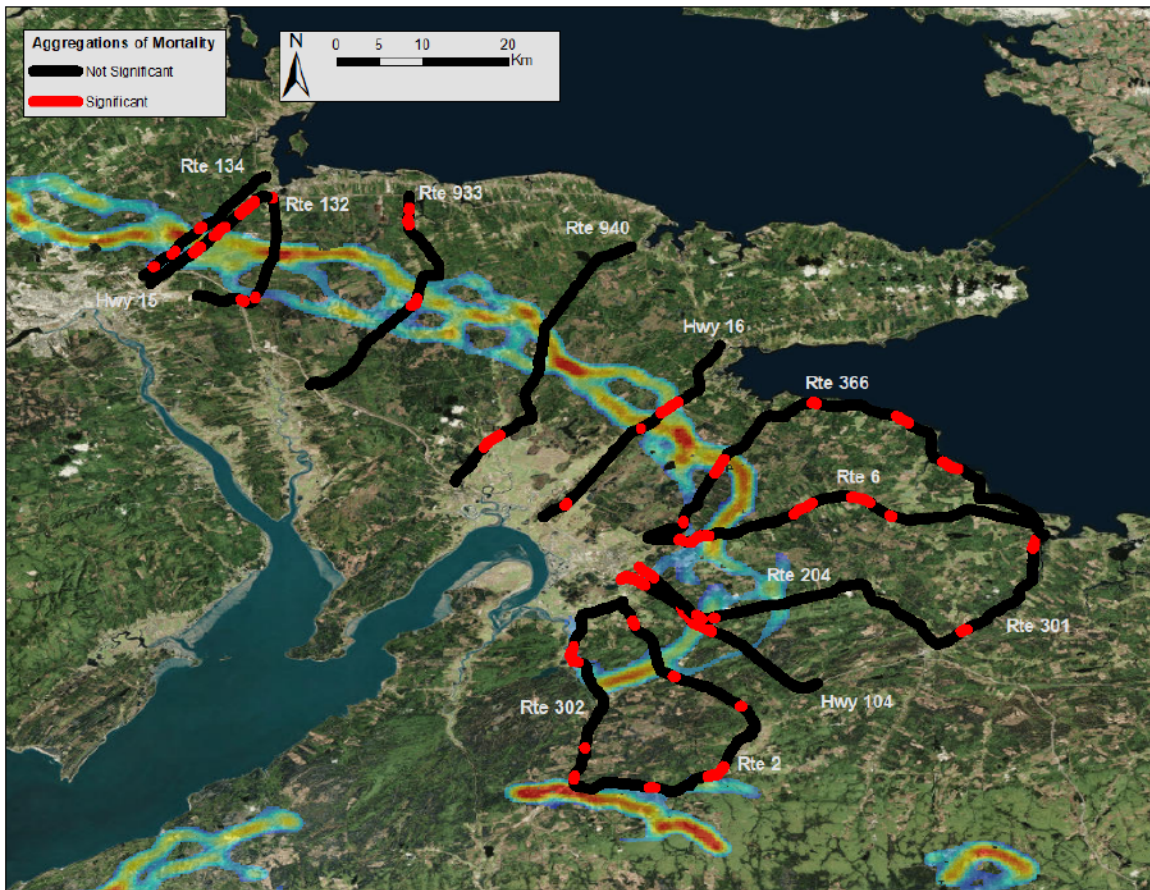 Aggregations of Mortality
Not Significant
Significant
N
0 5 10 20
Km
Rte 134
Rte 132
Rte 933
Rte 940
Hwy 15
Hwy 16
Rte 366
Rte 6
Rte 204
Rte 301
Rte 302
Hwy 104
Rte 2